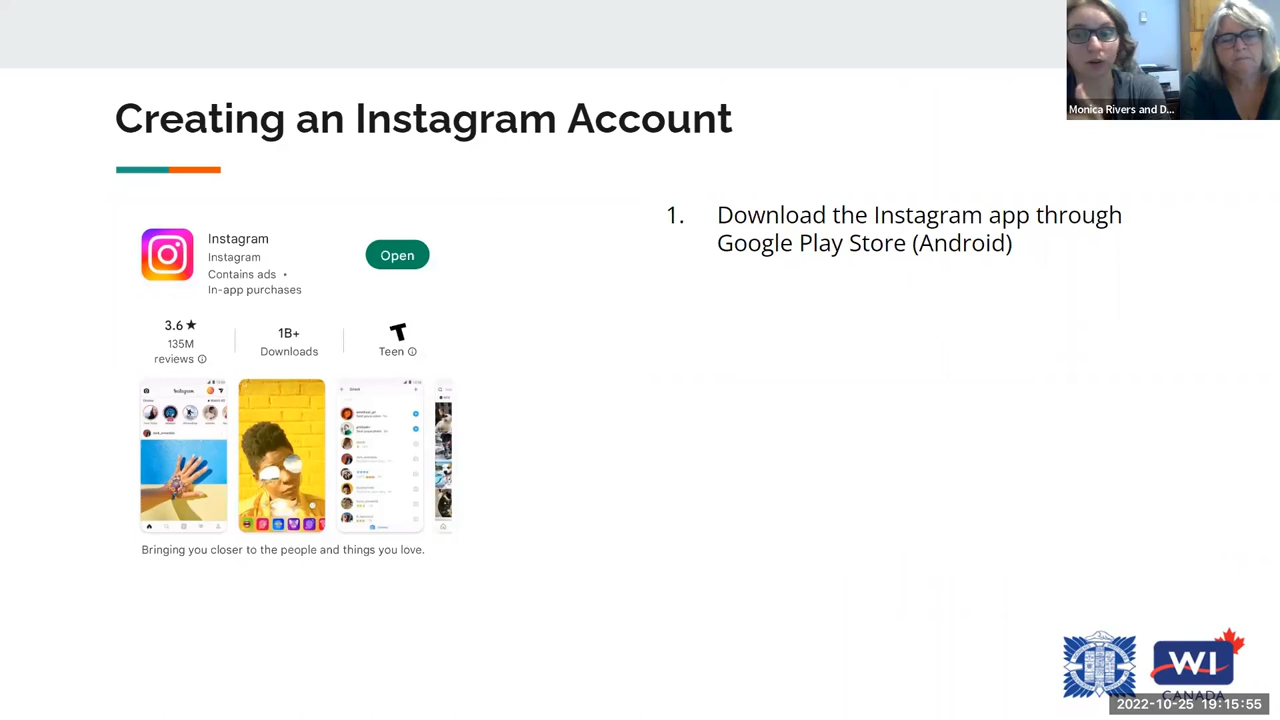 Creating an Instagram Account
Monica Rivers and D...
1. Download the Instagram app through
Google Play Store (Android)
Instagram
Instagram
Contains ads •
In-app purchases
Open
3.6★
135M
reviews
1B+
Downloads
T
Teen
Instagram
Bringing you closer to the people and things you love.
WI
CANADA
2022-10-25 19:15:55